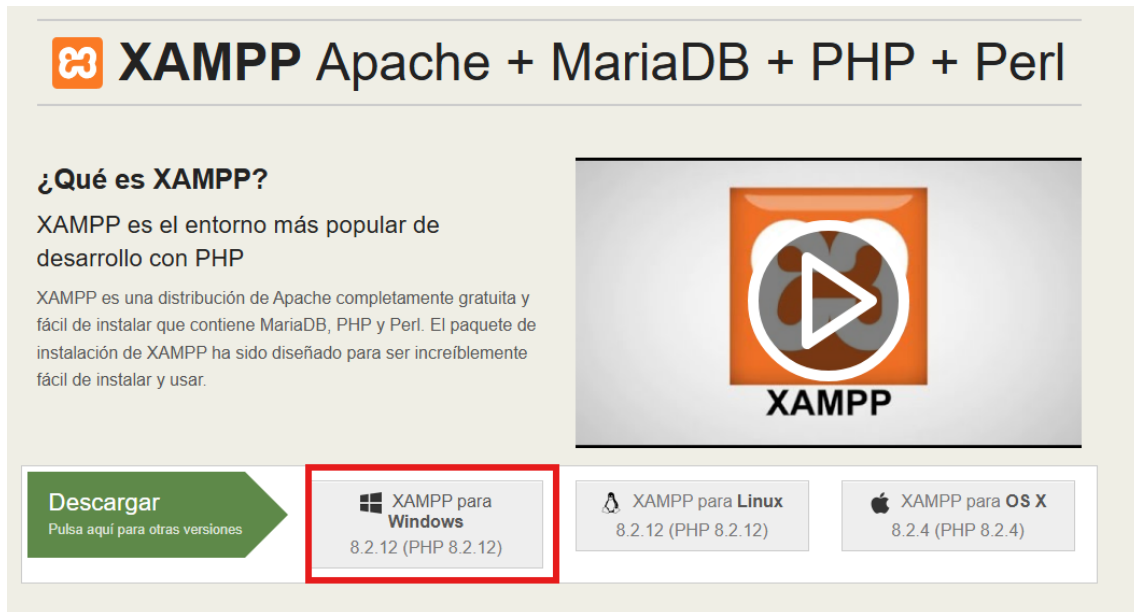 XAMPP Apache + MariaDB + PHP + Perl
¿Qué es XAMPP?
XAMPP es el entorno más popular de
desarrollo con PHP
XAMPP es una distribución de Apache completamente gratuita y
fácil de instalar que contiene MariaDB, PHP y Perl. El paquete de
instalación de XAMPP ha sido diseñado para ser increíblemente
fácil de instalar y usar.
XAMPP
Descargar
Pulsa aquí para otras versiones
XAMPP para
Windows
8.2.12 (PHP 8.2.12)
XAMPP para Linux
8.2.12 (PHP 8.2.12)
XAMPP para OS X
8.2.4 (PHP 8.2.4)